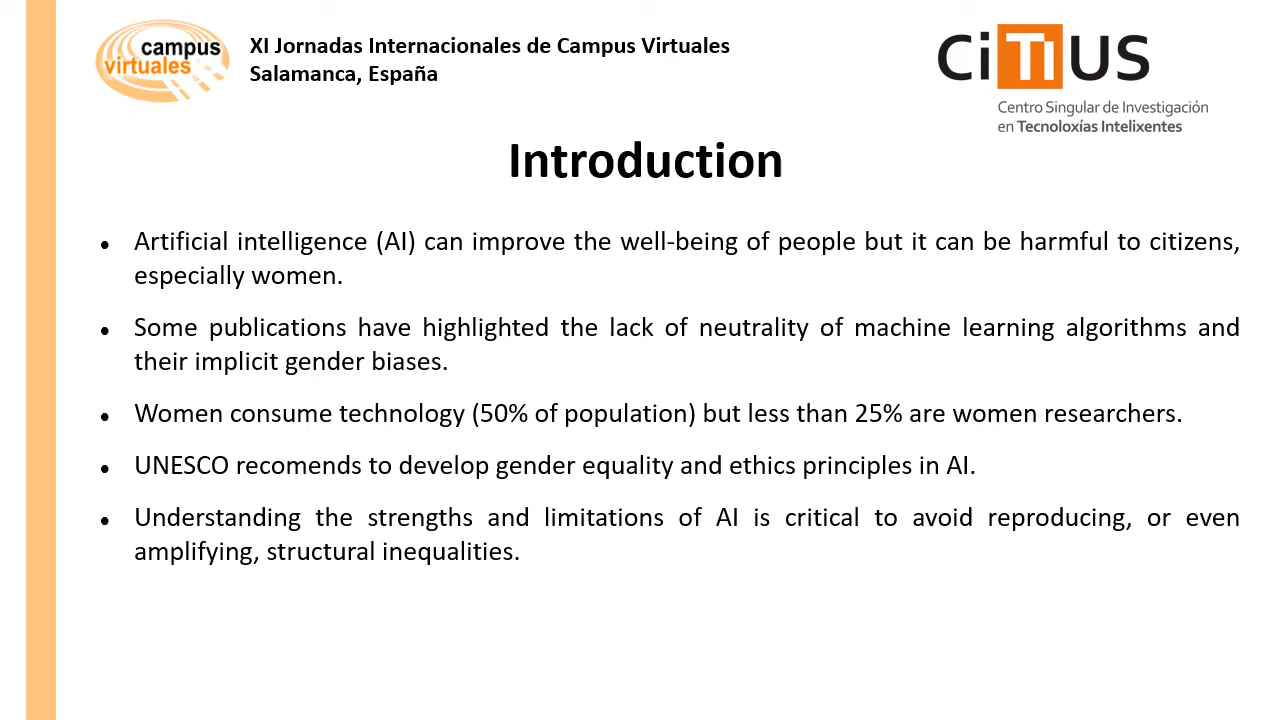 campus
virtuales
XI Jornadas Internacionales de Campus Virtuales
Salamanca, España
CiTIUS
Centro Singular de Investigación
en Tecnoloxías Intelixentes
Introduction
• Artificial intelligence (AI) can improve the well-being of people but it can be harmful to citizens,
especially women.
• Some publications have highlighted the lack of neutrality of machine learning algorithms and
their implicit gender biases.
• Women consume technology (50% of population) but less than 25% are women researchers.
• UNESCO recomends to develop gender equality and ethics principles in AI.
• Understanding the strengths and limitations of AI is critical to avoid reproducing, or even
amplifying, structural inequalities.